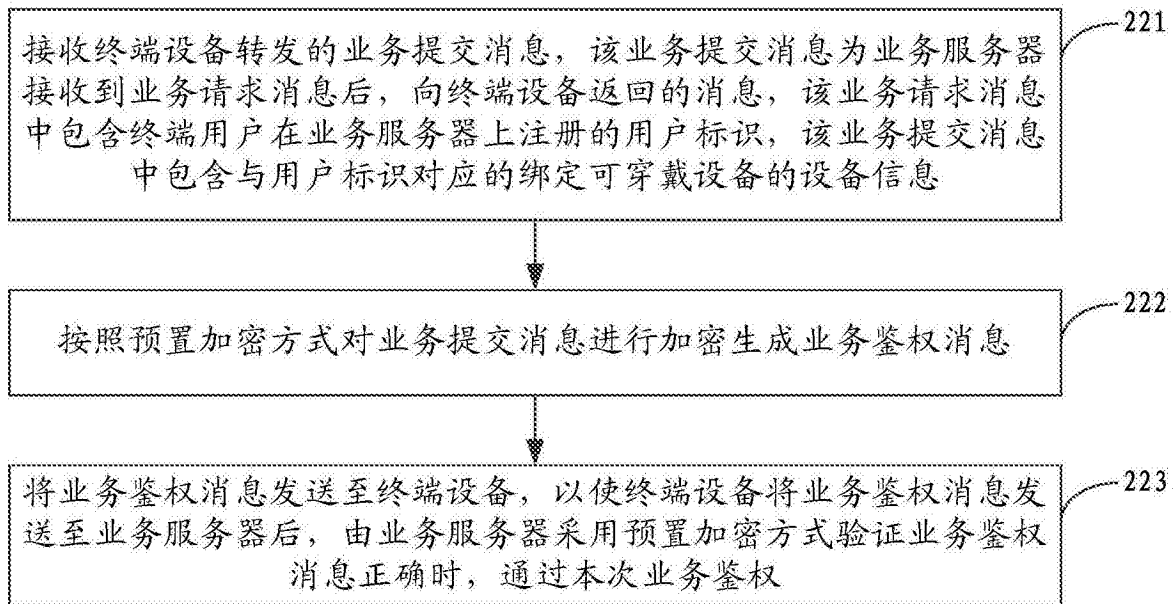 221
接收终端设备转发的业务提交消息，该业务提交消息为业务服务器
接收到业务请求消息后，向终端设备返回的消息，该业务请求消息
中包含终端用户在业务服务器上注册的用户标识，该业务提交消息
中包含与用户标识对应的绑定可穿戴设备的设备信息
222
按照预置加密方式对业务提交消息进行加密生成业务鉴权消息
223
将业务鉴权消息发送至终端设备，以使终端设备将业务鉴权消息发
送至业务服务器后，由业务服务器采用预置加密方式验证业务鉴权
消息正确时，通过本次业务鉴权